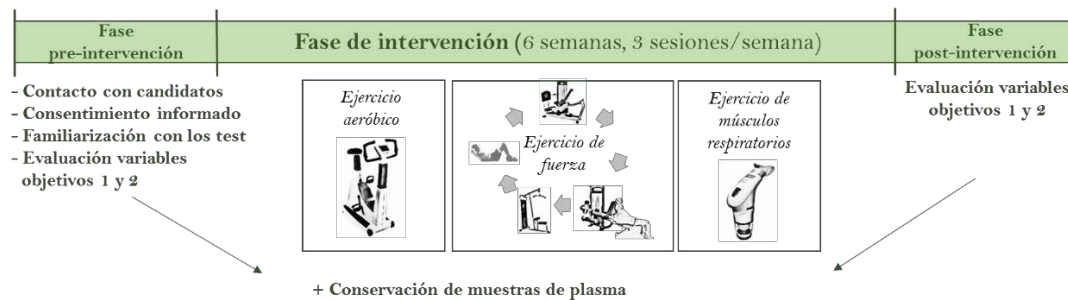 Fase
pre-intervención
Fase de intervención (6 semanas, 3 sesiones/semana)
Fase
post-intervención
- Contacto con candidatos
- Consentimiento informado
- Familiarización con los test
- Evaluación variables
objetivos 1 y 2
Ejercicio
aeróbico
Ejercicio de
fuerza
Ejercicio de
músculos
respiratorios
Evaluación variables
objetivos 1 y 2
+ Conservación de muestras de plasma